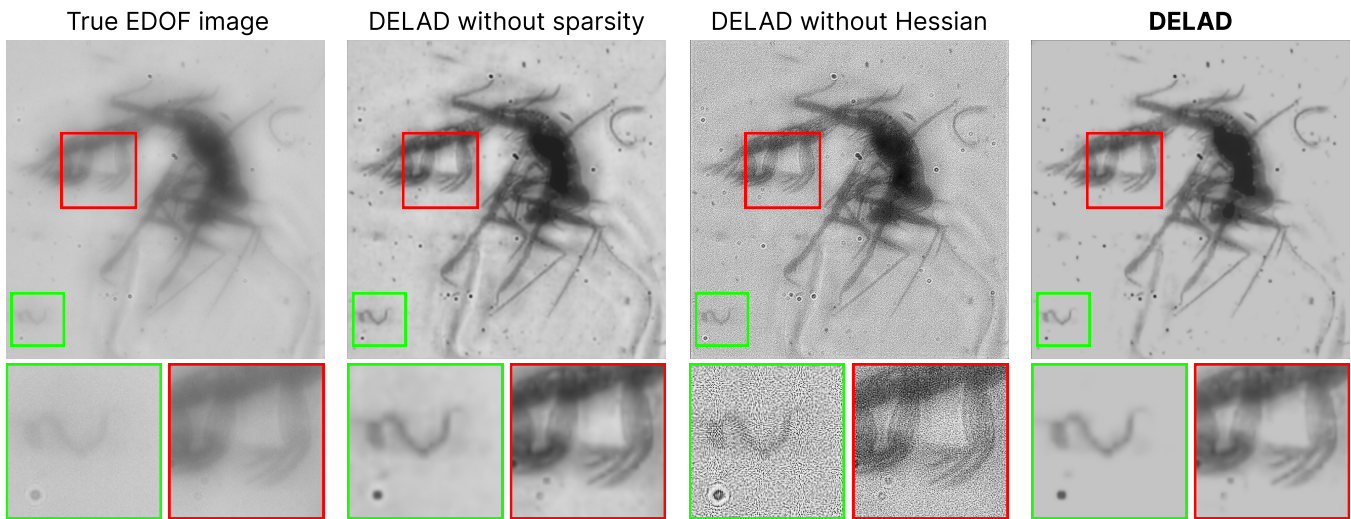 True EDOF image
DELAD without sparsity
DELAD without Hessian
DELAD